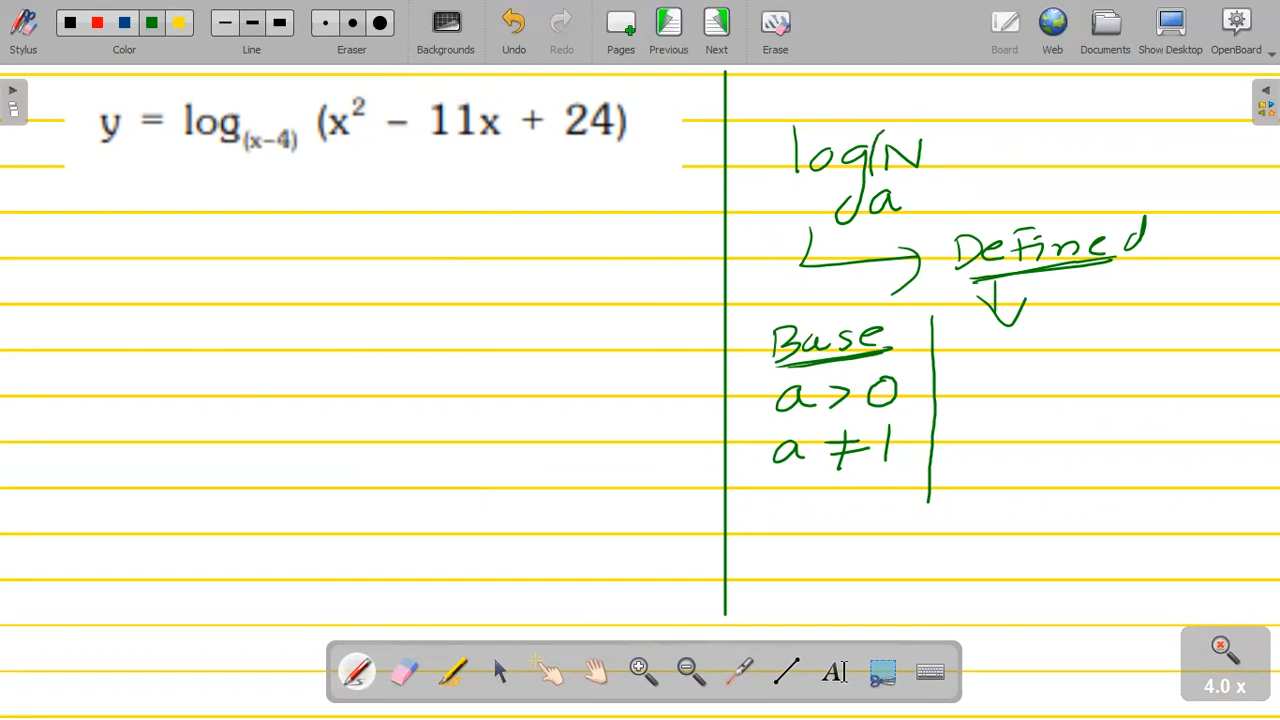 Stylus Color Line Eraser Backgrounds Undo Redo Pages Previous Next Erase Board Web Documents Show Desktop OpenBoard
y = log(x−4) (x² − 11x + 24)
log N
a
Defined
Base
a > 0
a ≠ 1
4.0 x